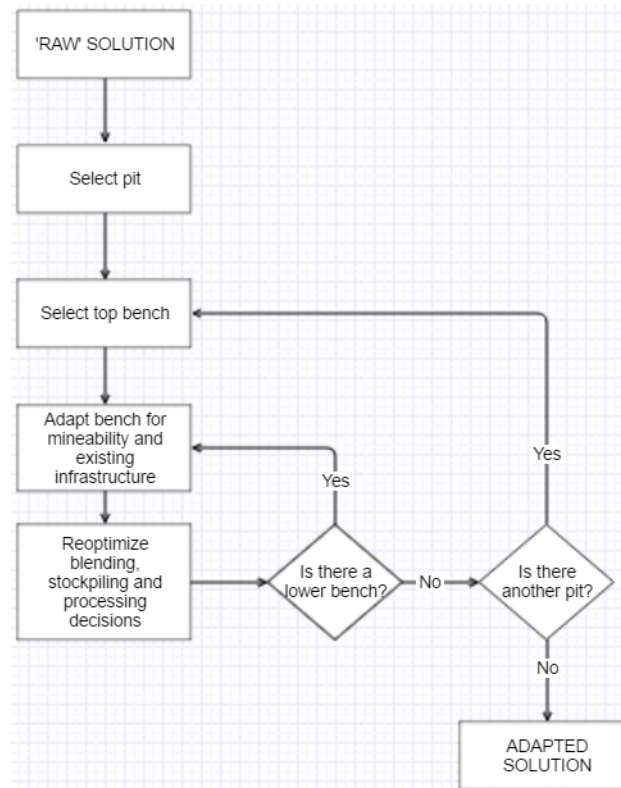 'RAW' SOLUTION
Select pit
Select top bench
Adapt bench for
mineability and
existing
infrastructure
Yes
Yes
Reoptimize
blending,
stockpiling and
processing
decisions
Is there a
lower bench?
No
Is there
another pit?
No
ADAPTED
SOLUTION